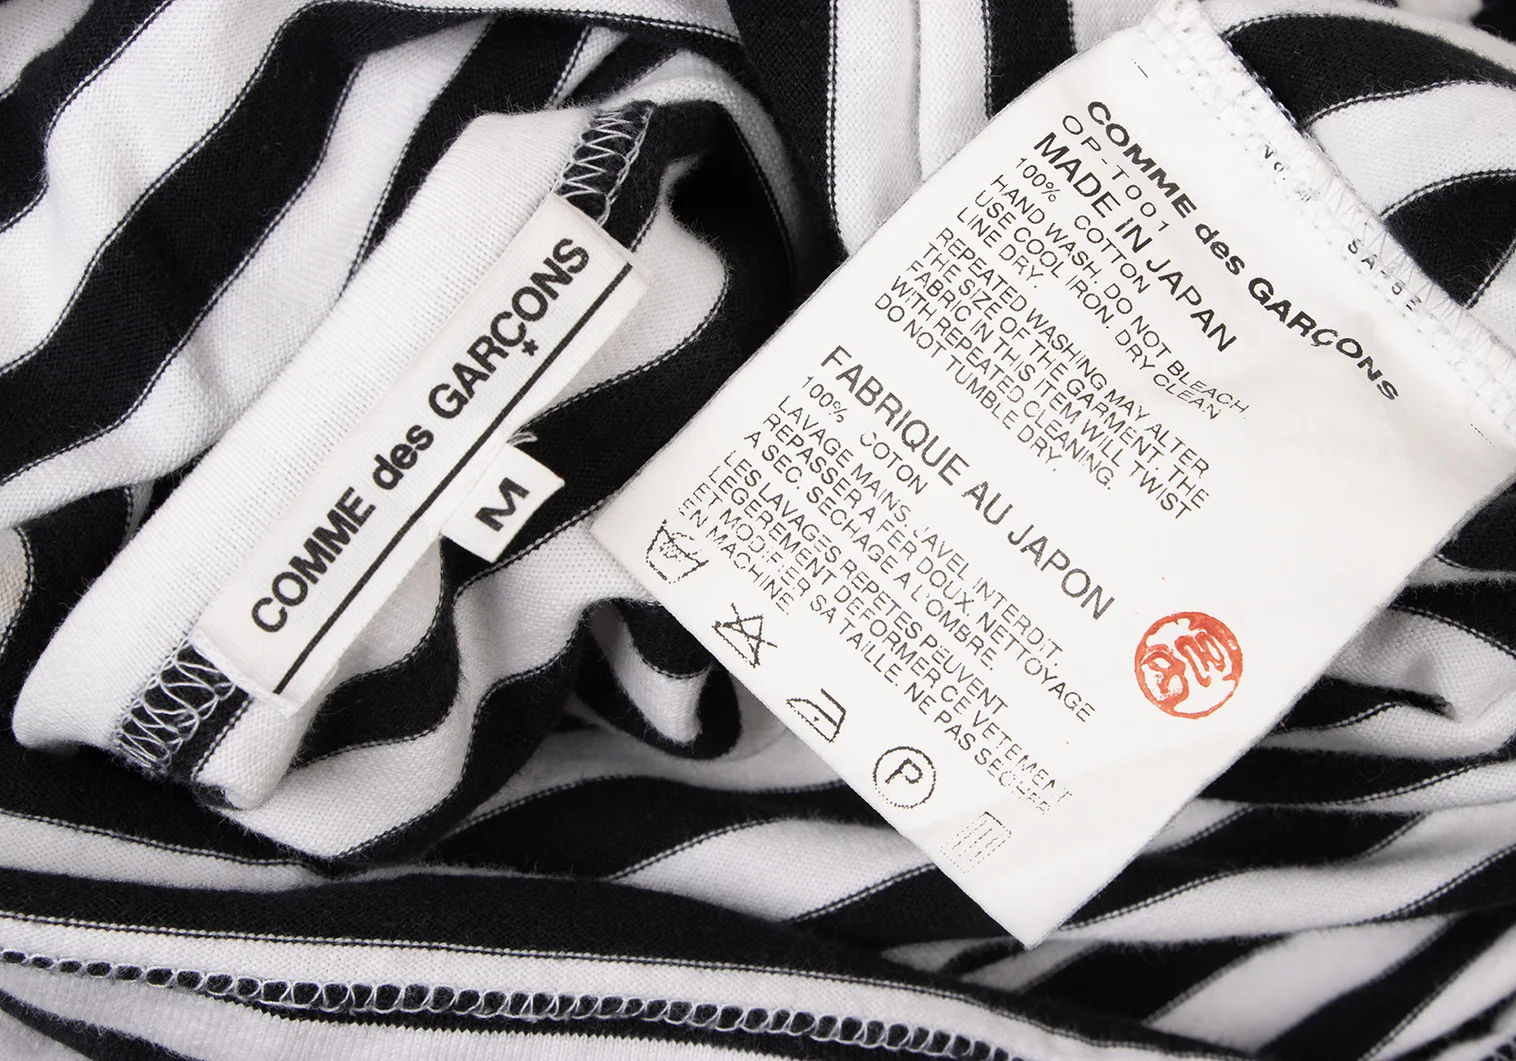 COMME des GARÇONS
M
COMME des GARÇONS
OP-T001
MADE IN JAPAN
100% COTTON
HAND WASH. DO NOT BLEACH.
USE COOL IRON. DRY CLEAN
LINE DRY.
REPEATED WASHING MAY ALTER
THE SIZE OF THE GARMENT. THE
FABRIC IN THIS ITEM WILL TWIST
WTH REPEATED CLEANING.
DO NOT TUMBLE DRY.
FABRIQUE AU JAPON
100% COTON
LAVAGE MAINS. JAVEL INTERDIT.
REPASSER A FER DOUX. NETTOYAGE
A SEC. SECHAGE A L'OMBRE.
LES LAVAGES REPETES PEUVENT
LEGEREMENT DEFORMER CE VETEMENT
ET MODIFIER SA TAILLE. NE PAS SECHER
EN MACHINE.
P